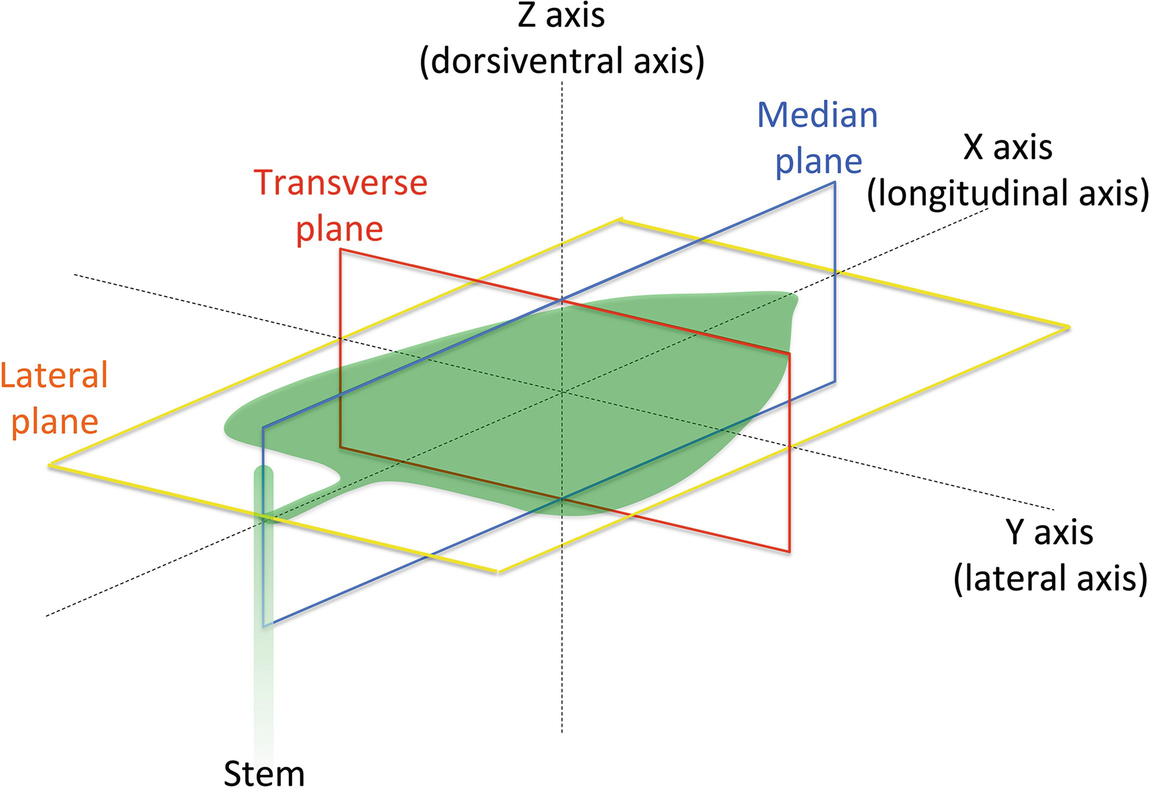 Z axis
(dorsiventral axis)
Median
plane
X axis
(longitudinal axis)
Transverse
plane
Lateral
plane
Y axis
(lateral axis)
Stem